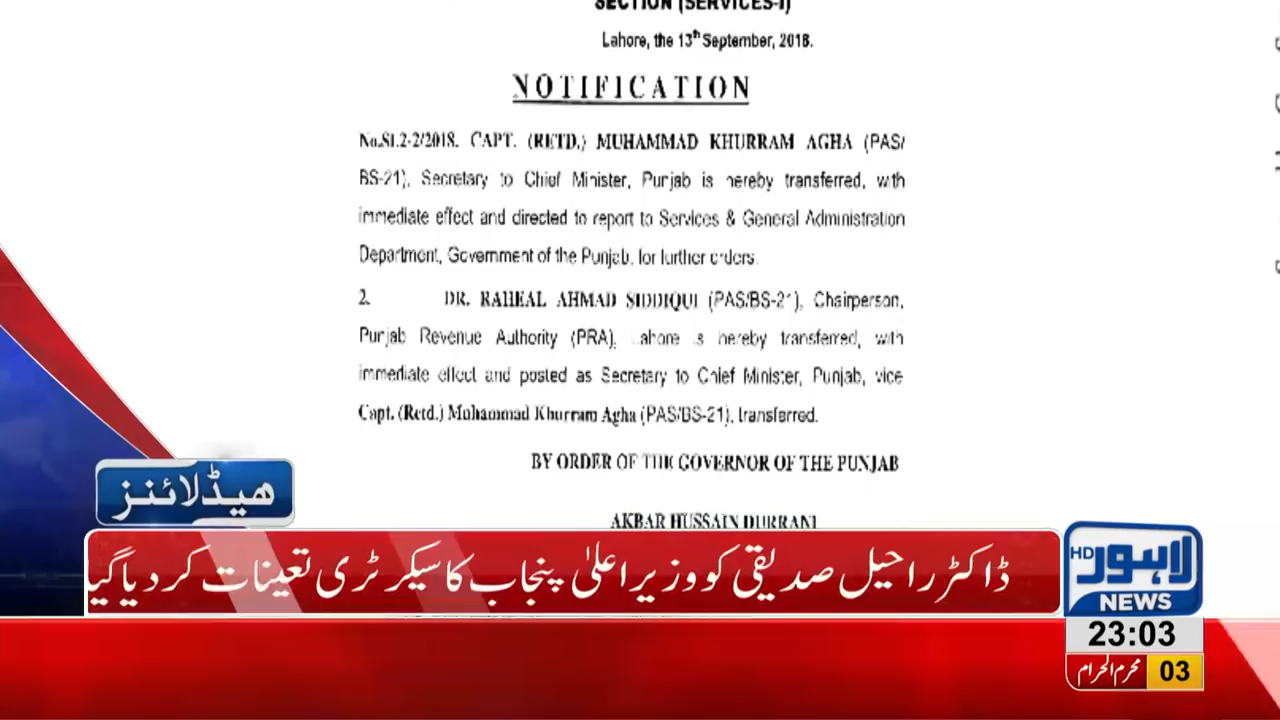 SECTION (SERVICES-I)
Lahore, the 13th September, 2018.
NOTIFICATION
No.SI.2-2/2018. CAPT. (RETD.) MUHAMMAD KHURRAM AGHA (PAS/
BS-21), Secretary to Chief Minister, Punjab is hereby transferred, with
immediate effect and directed to report to Services & General Administration
Department, Government of the Punjab, for further orders.
2. DR. RAHEAL AHMAD SIDDIQUI (PAS/BS-21), Chairperson,
Punjab Revenue Authority (PRA), Lahore is hereby transferred, with
immediate effect and posted as Secretary to Chief Minister, Punjab, vice
Capt. (Retd.) Muhammad Khurram Agha (PAS/BS-21), transferred.
BY ORDER OF THE GOVERNOR OF THE PUNJAB
AKBAR HUSSAIN DURRANI
ھیڈلائنز
ڈاکٹر راحیل صدیقی کو وزیر اعلیٰ پنجاب کا سیکرٹری تعینات کر دیا گیا
لاہور HD
NEWS
23:03
محرم الحرام 03